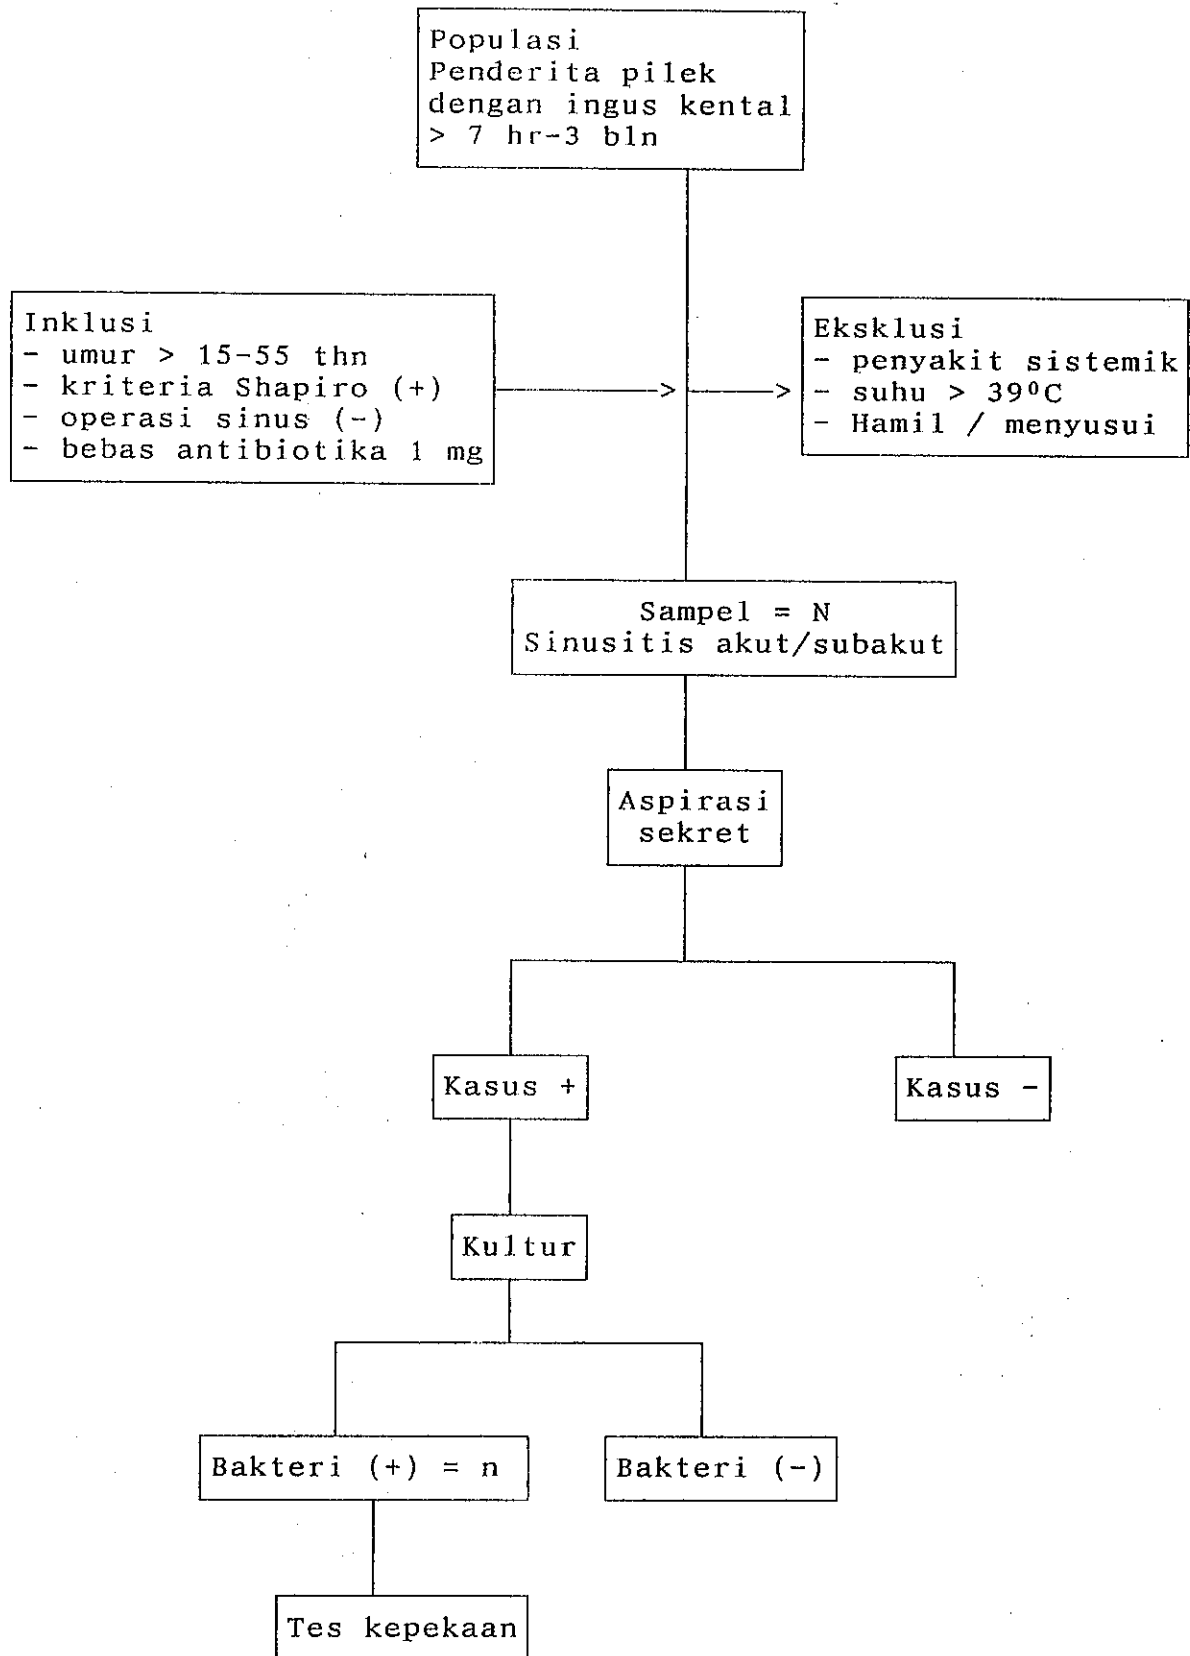 Populasi
Penderita pilek
dengan ingus kental
> 7 hr-3 bln
Inklusi
- umur > 15-55 thn
- kriteria Shapiro (+)
- operasi sinus (-)
- bebas antibiotika 1 mg
Eksklusi
- penyakit sistemik
- suhu > 39⁰C
- Hamil / menyusui
Sampel = N
Sinusitis akut/subakut
Aspirasi
sekret
Kasus +
Kasus -
Kultur
Bakteri (+) = n
Bakteri (-)
Tes kepekaan